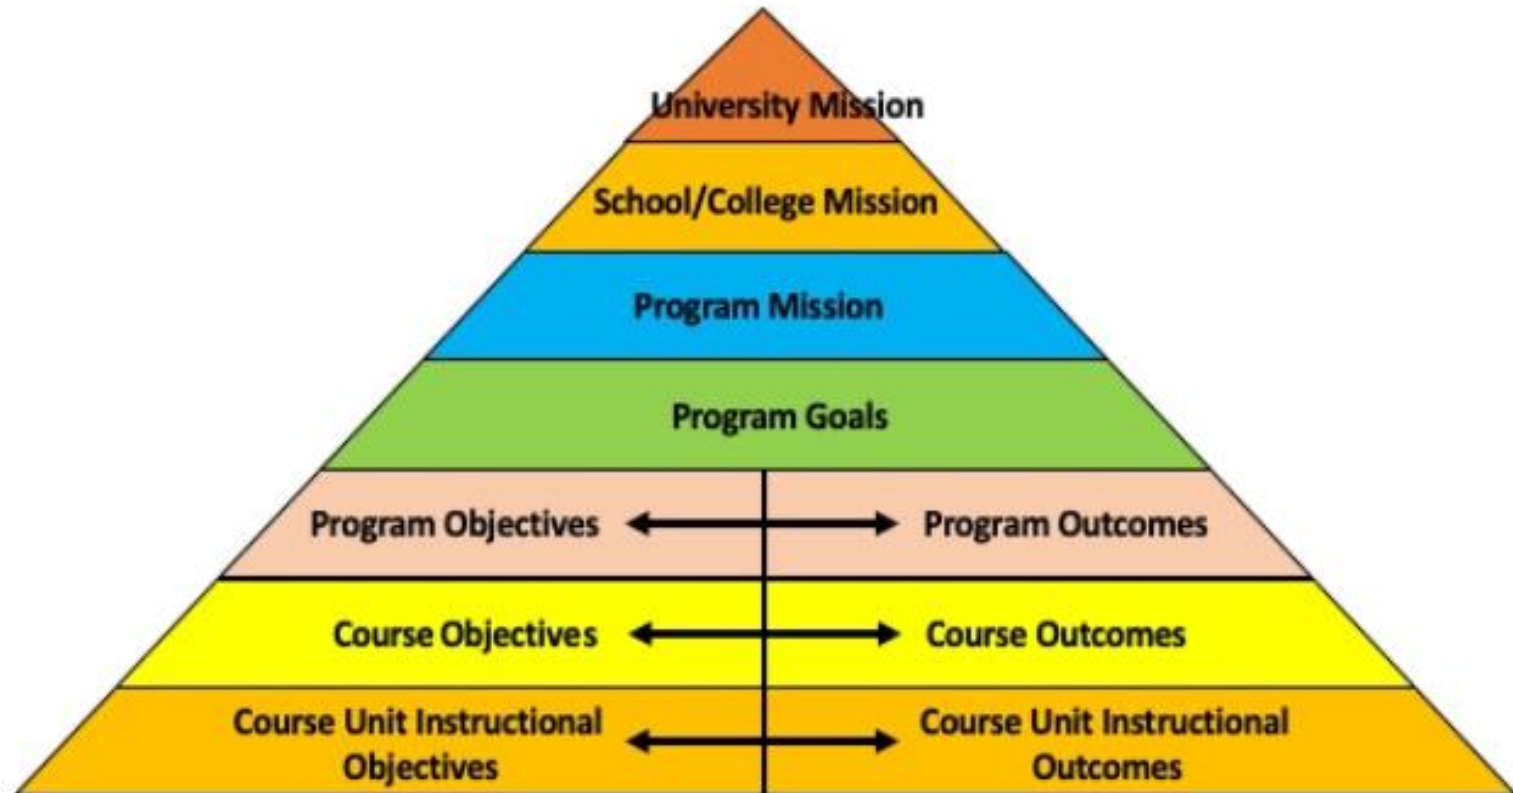 University Mission
School/College Mission
Program Mission
Program Goals
Program Objectives
Program Outcomes
Course Objectives
Course Outcomes
Course Unit Instructional
Objectives
Course Unit Instructional
Outcomes